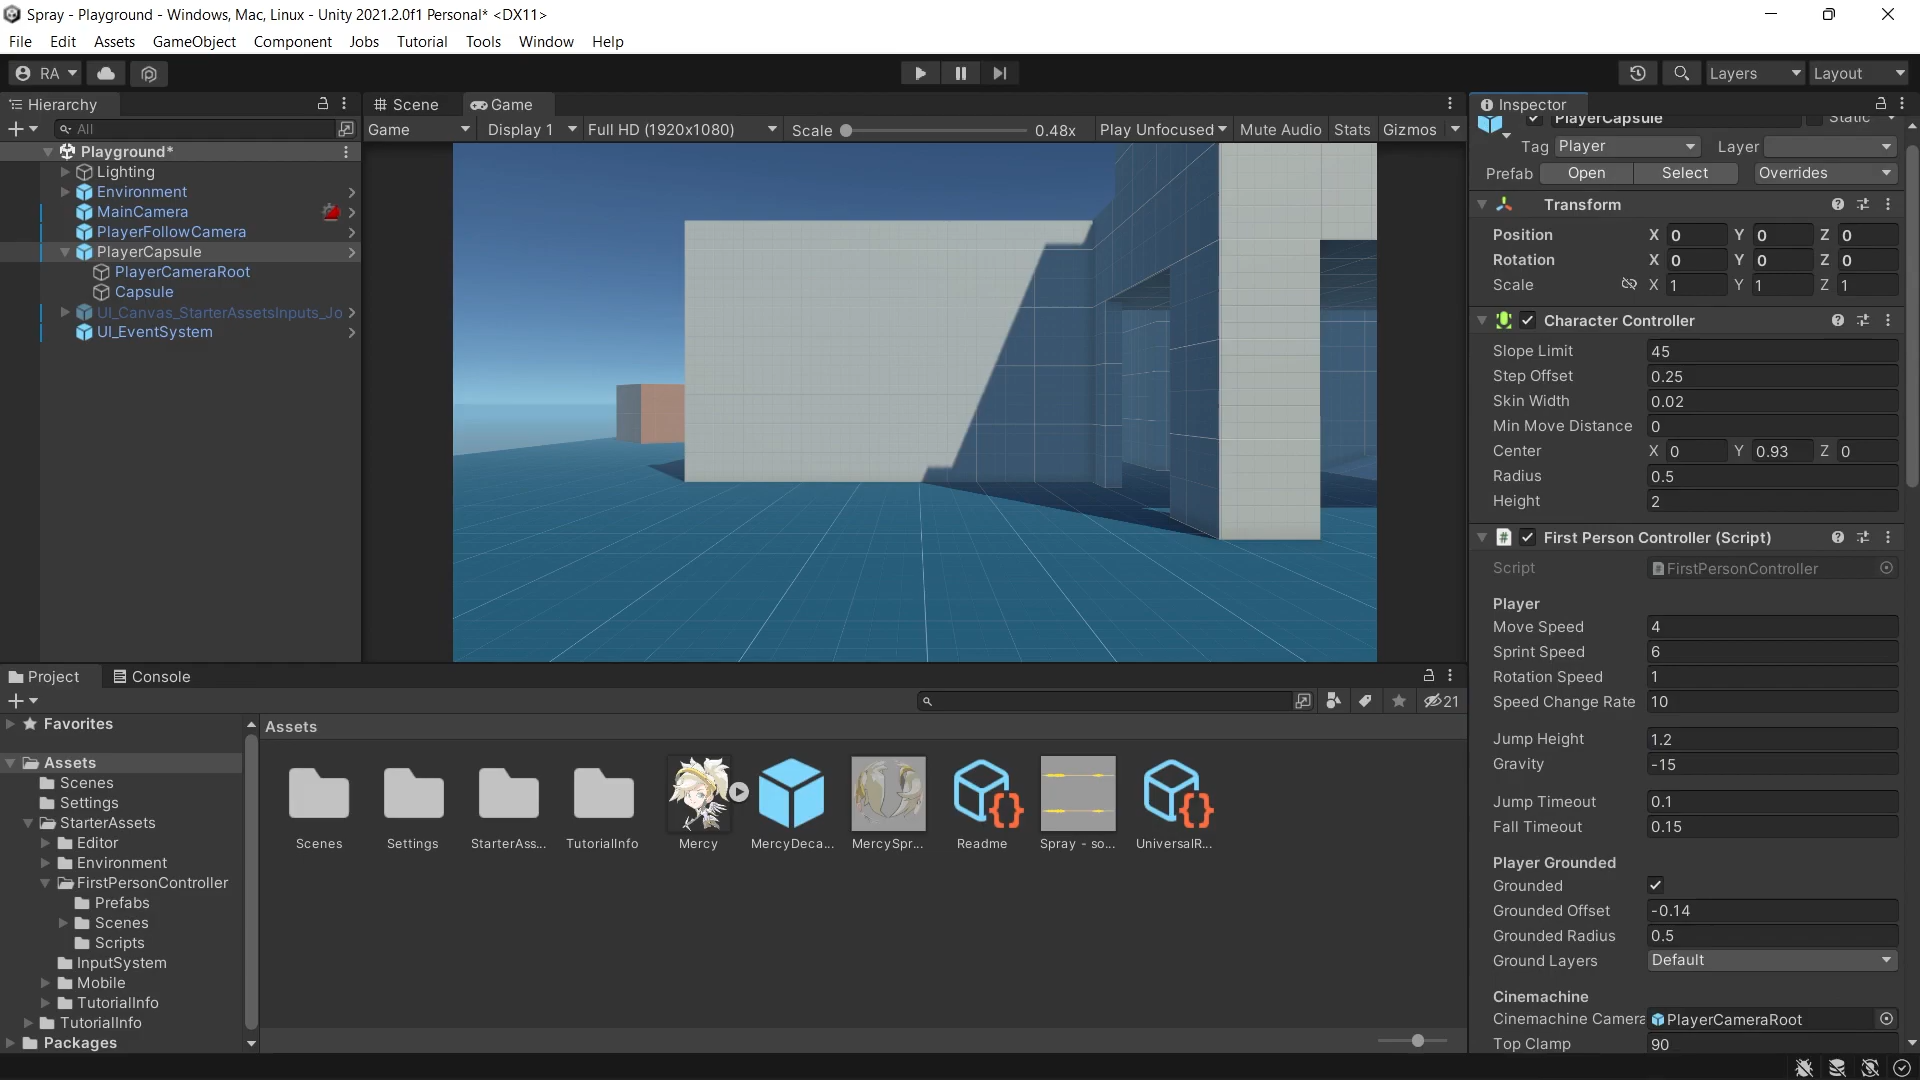 Spray - Playground - Windows, Mac, Linux - Unity 2021.2.0f1 Personal* <DX11>
File Edit Assets GameObject Component Jobs Tutorial Tools Window Help
RA
Layers
Layout
Hierarchy
All
Playground*
Lighting
Environment
MainCamera
PlayerFollowCamera
PlayerCapsule
PlayerCameraRoot
Capsule
UI_Canvas_StarterAssetsInputs_Jo
UI_EventSystem
Scene Game
Game Display 1 Full HD (1920x1080) Scale 0.48x Play Unfocused Mute Audio Stats Gizmos
Inspector
PlayerCapsule Static
Tag Player Layer
Prefab Open Select Overrides
Transform
Position X 0 Y 0 Z 0
Rotation X 0 Y 0 Z 0
Scale X 1 Y 1 Z 1
Character Controller
Slope Limit 45
Step Offset 0.25
Skin Width 0.02
Min Move Distance 0
Center X 0 Y 0.93 Z 0
Radius 0.5
Height 2
# First Person Controller (Script)
Script FirstPersonController
Player
Move Speed 4
Sprint Speed 6
Rotation Speed 1
Speed Change Rate 10
Jump Height 1.2
Gravity -15
Jump Timeout 0.1
Fall Timeout 0.15
Player Grounded
Grounded
Grounded Offset -0.14
Grounded Radius 0.5
Ground Layers Default
Cinemachine
Cinemachine Camera PlayerCameraRoot
Top Clamp 90
Project Console
21
Favorites
Assets
Scenes
Settings
StarterAssets
Editor
Environment
FirstPersonController
Prefabs
Scenes
Scripts
InputSystem
Mobile
TutorialInfo
TutorialInfo
Packages
Assets
Scenes Settings StarterAss... TutorialInfo Mercy MercyDeca... MercySpr... Readme Spray - so... UniversalR...